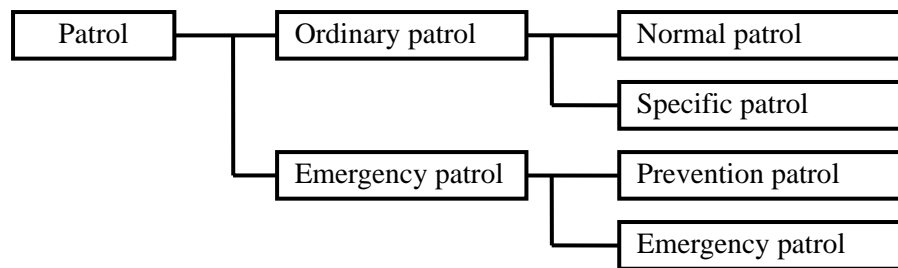 Patrol
Ordinary patrol
Normal patrol
Specific patrol
Emergency patrol
Prevention patrol
Emergency patrol